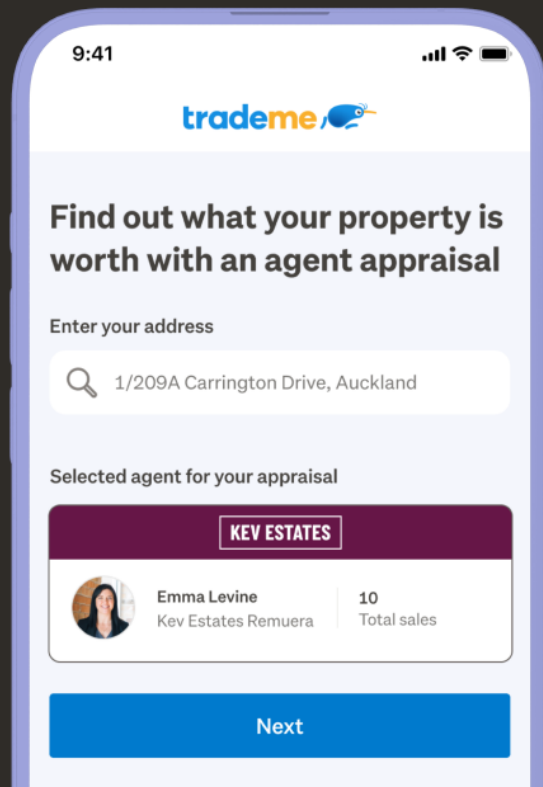 9:41
trademe
Find out what your property is
worth with an agent appraisal
Enter your address
1/209A Carrington Drive, Auckland
Selected agent for your appraisal
KEV ESTATES
Emma Levine
Kev Estates Remuera
10
Total sales
Next